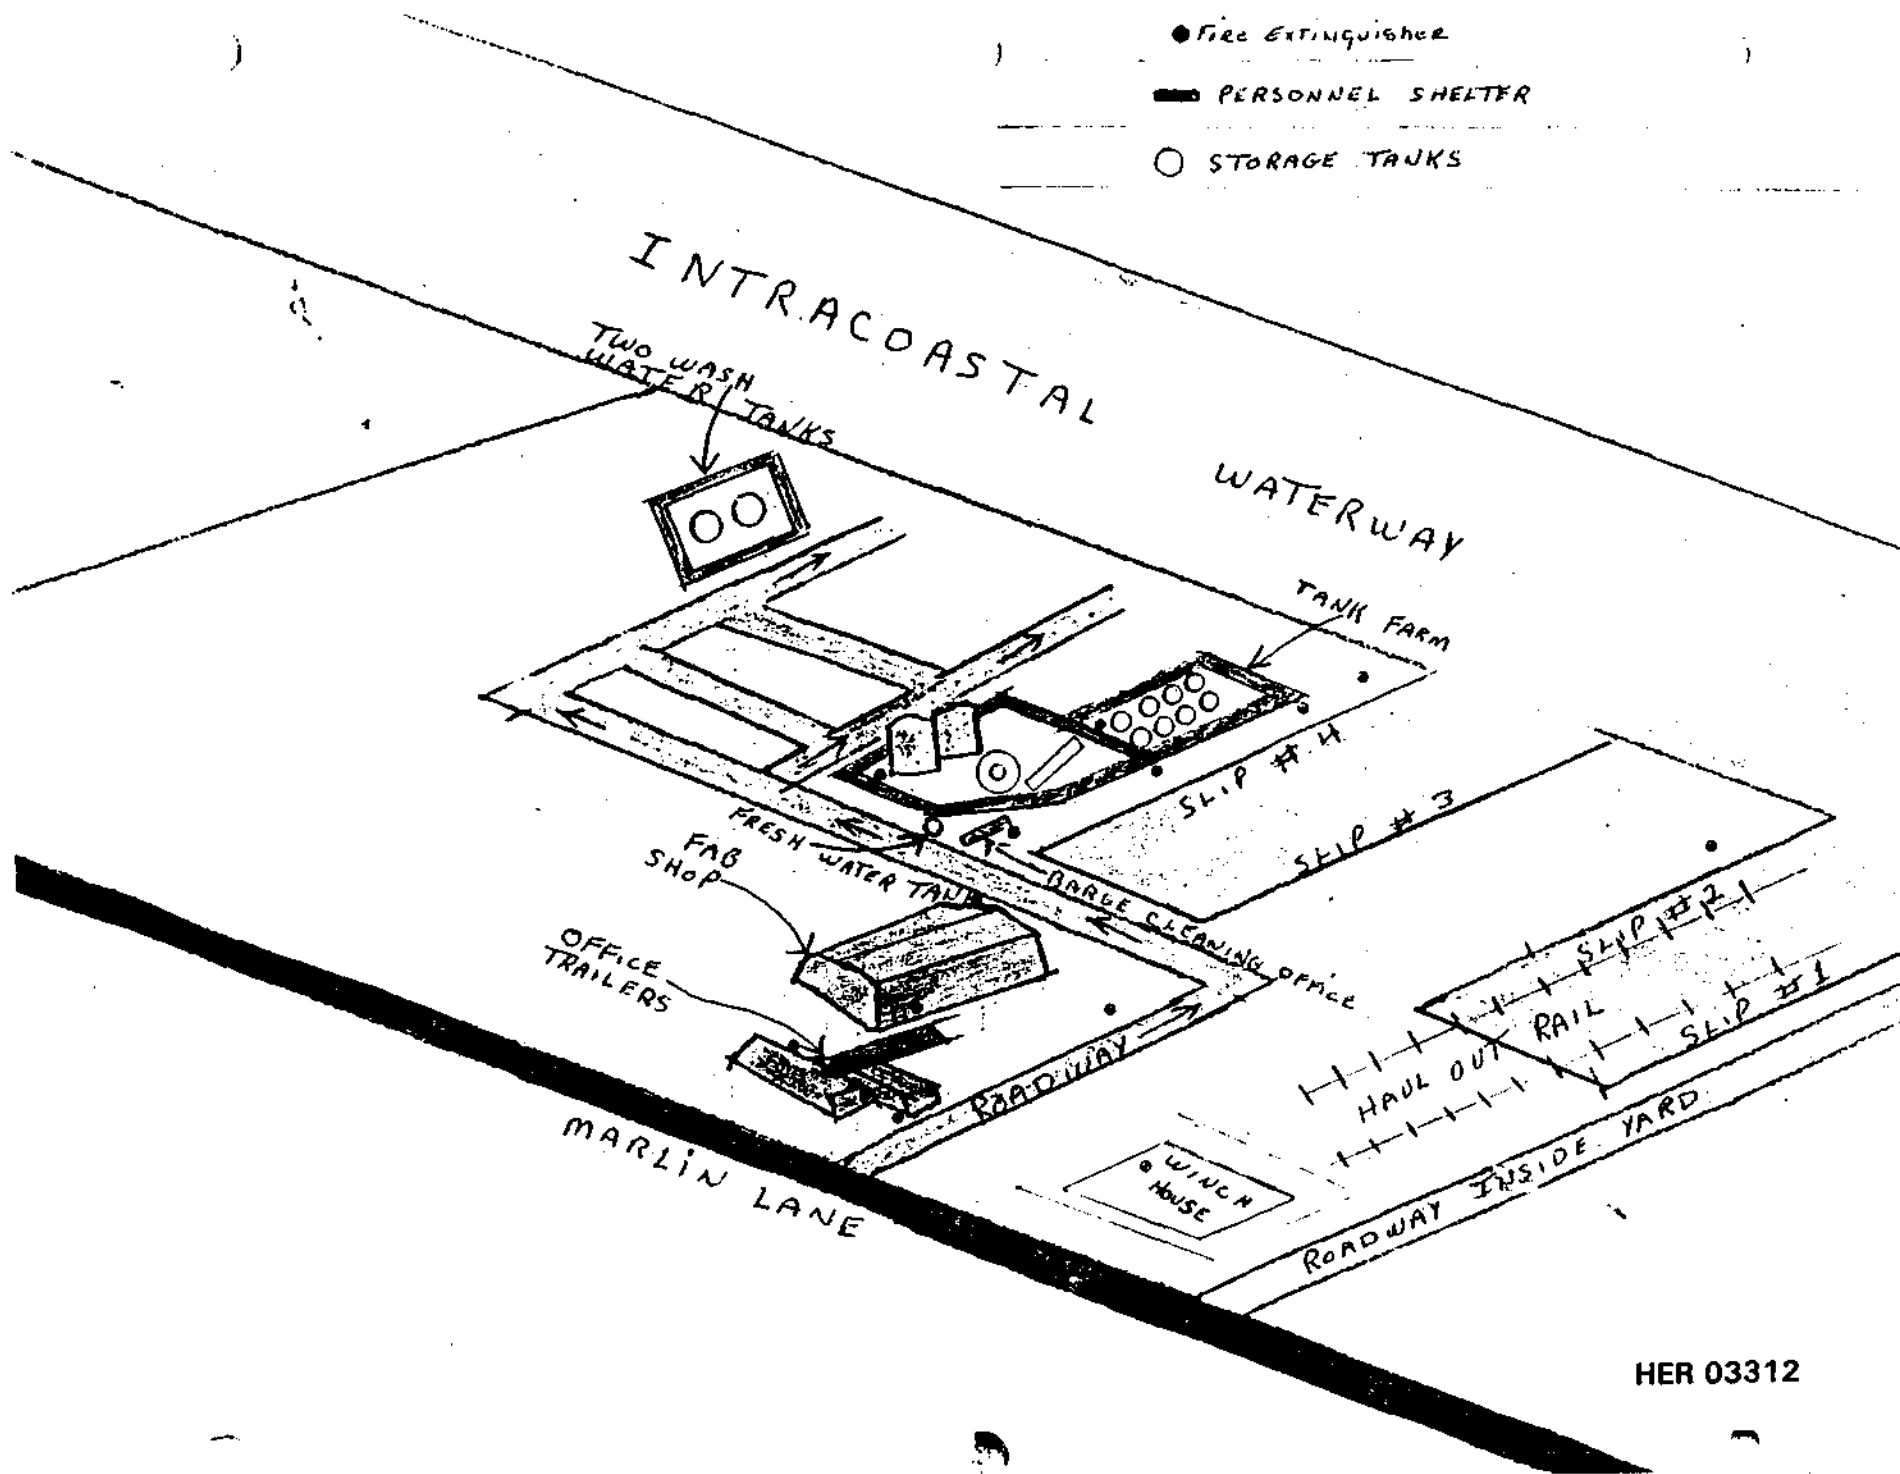 Fire Extinguisher
PERSONNEL SHELTER
STORAGE TANKS
INTRACOASTAL
WATERWAY
TWO WASH
WATER TANKS
TANK FARM
SLIP # 4
SLIP # 3
FRESH WATER TANK
FAB
SHOP
BARGE CLEANING OFFICE
OFFICE
TRAILERS
SLIP #2
SLIP #1
HAUL OUT RAIL
ROADWAY
MARLIN LANE
WINCH
HOUSE
ROADWAY INSIDE YARD
HER 03312